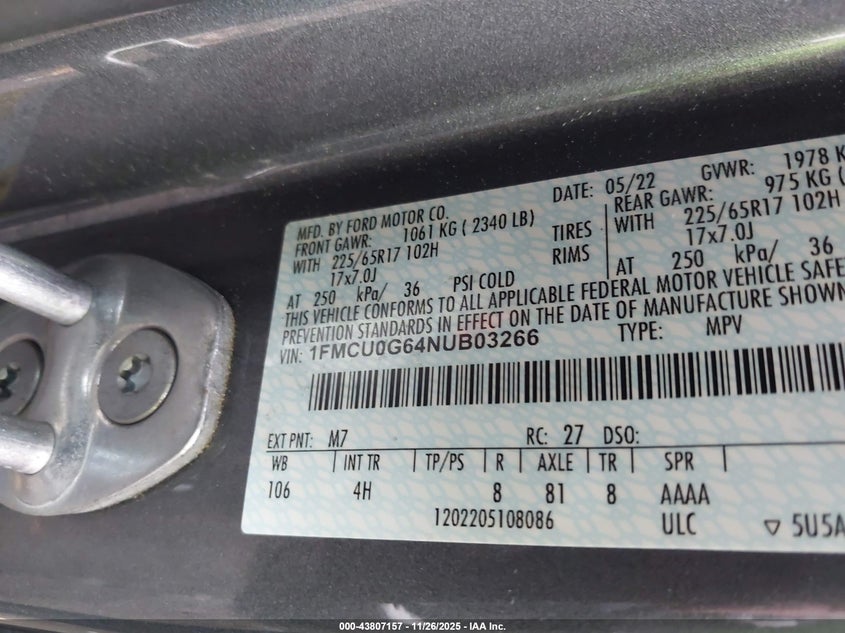 MFD. BY FORD MOTOR CO.
DATE: 05/22 GVWR: 1978 K
FRONT GAWR: 1061 KG ( 2340 LB)
REAR GAWR: 975 KG (
WITH 225/65R17 102H TIRES WITH 225/65R17 102H
17x7.0J RIMS 17x7.0J
AT 250 kPa/ 36 PSI COLD AT 250 kPa/ 36
THIS VEHICLE CONFORMS TO ALL APPLICABLE FEDERAL MOTOR VEHICLE SAFE
PREVENTION STANDARDS IN EFFECT ON THE DATE OF MANUFACTURE SHOWN
VIN: 1FMCU0G64NUB03266 TYPE: MPV
EXT PNT: M7 RC: 27 DSO:
WB INT TR TP/PS R AXLE TR SPR
106 4H 8 81 8 AAAA
1202205108086 ULC 5U5A
000-43807157 - 11/26/2025 - IAA Inc.